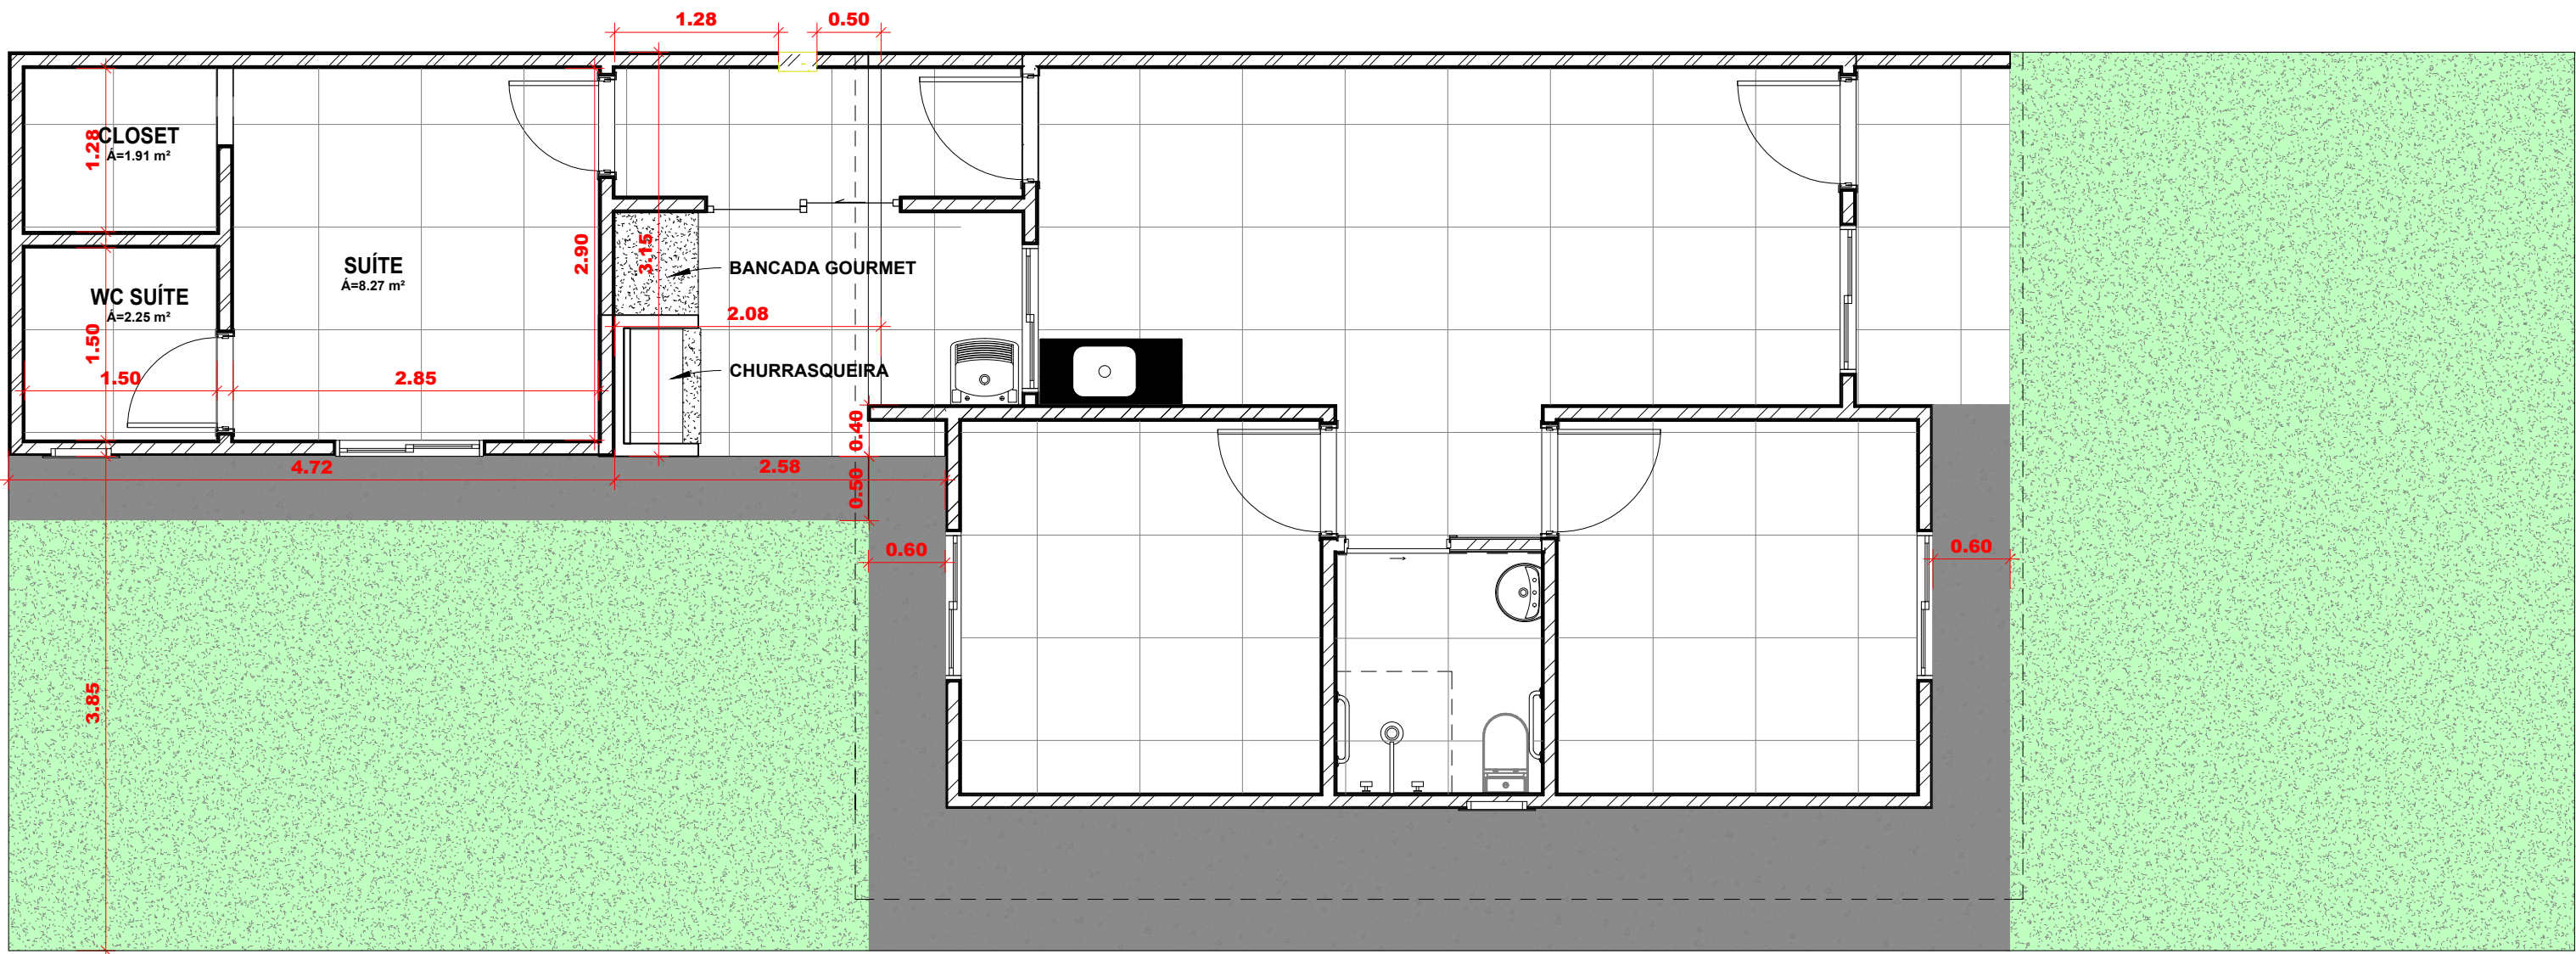 1.28
0.50
CLOSET
Á=1.91 m²
1.28
SUÍTE
Á=8.27 m²
2.90
3.15
BANCADA GOURMET
WC SUÍTE
Á=2.25 m²
2.08
1.50
1.50
2.85
CHURRASQUEIRA
0.40
4.72
2.58
0.50
0.60
0.60
3.85